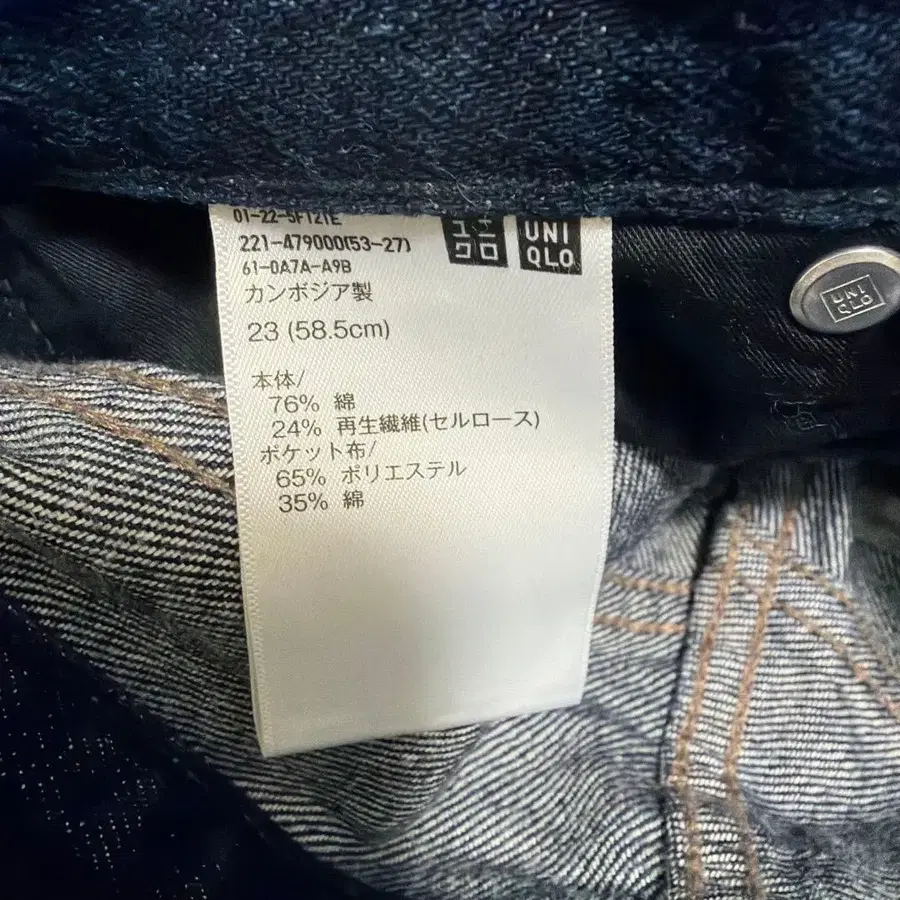 01-22-5F121E
221-479000(53-27)
61-0A7A-A9B
カンボジア製
23 (58.5cm)
本体/
76% 綿
24% 再生繊維(セルロース)
ポケット布/
65% ポリエステル
35% 綿
ユニ
クロ
UNI
QLO
UNI
QLO